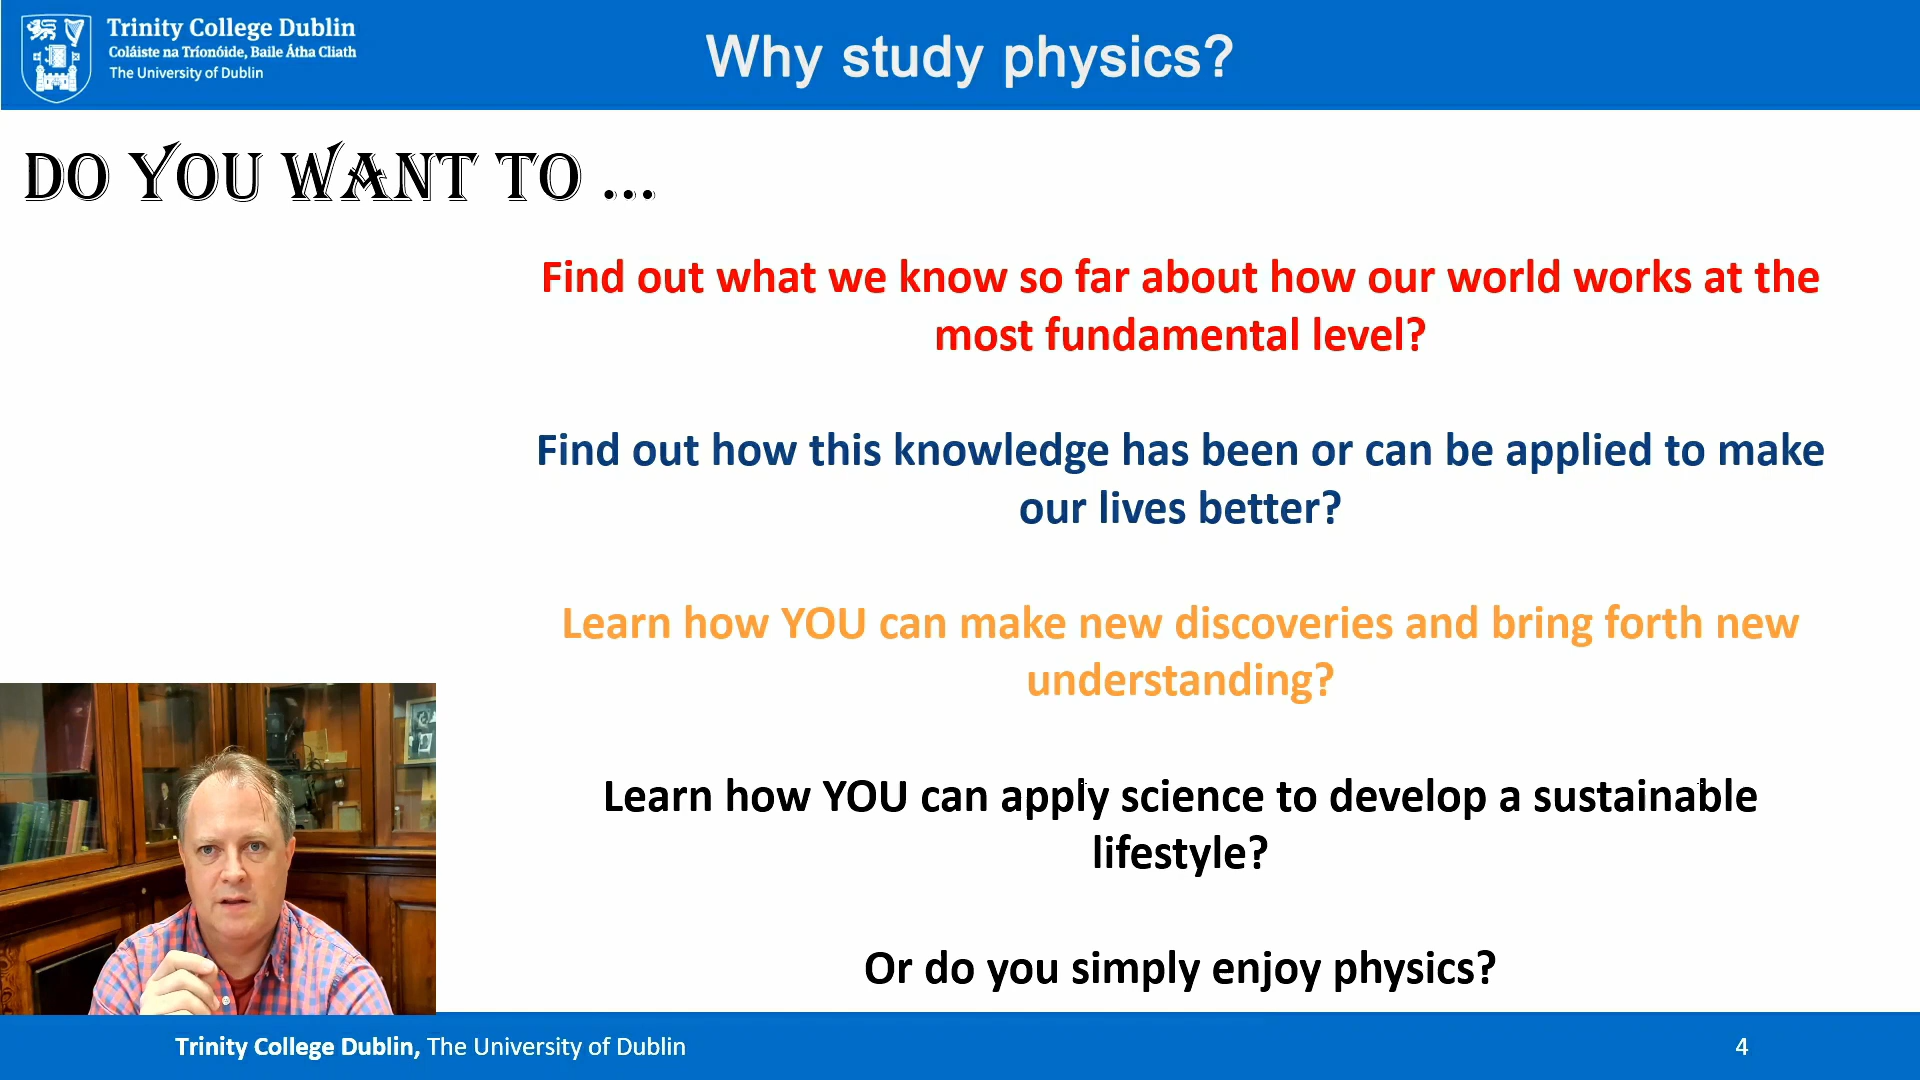 Trinity College Dublin
Coláiste na Tríonóide, Baile Átha Cliath
The University of Dublin
Why study physics?
DO YOU WANT TO ...
Find out what we know so far about how our world works at the
most fundamental level?
Find out how this knowledge has been or can be applied to make
our lives better?
Learn how YOU can make new discoveries and bring forth new
understanding?
Learn how YOU can apply science to develop a sustainable
lifestyle?
Or do you simply enjoy physics?
Trinity College Dublin, The University of Dublin
4